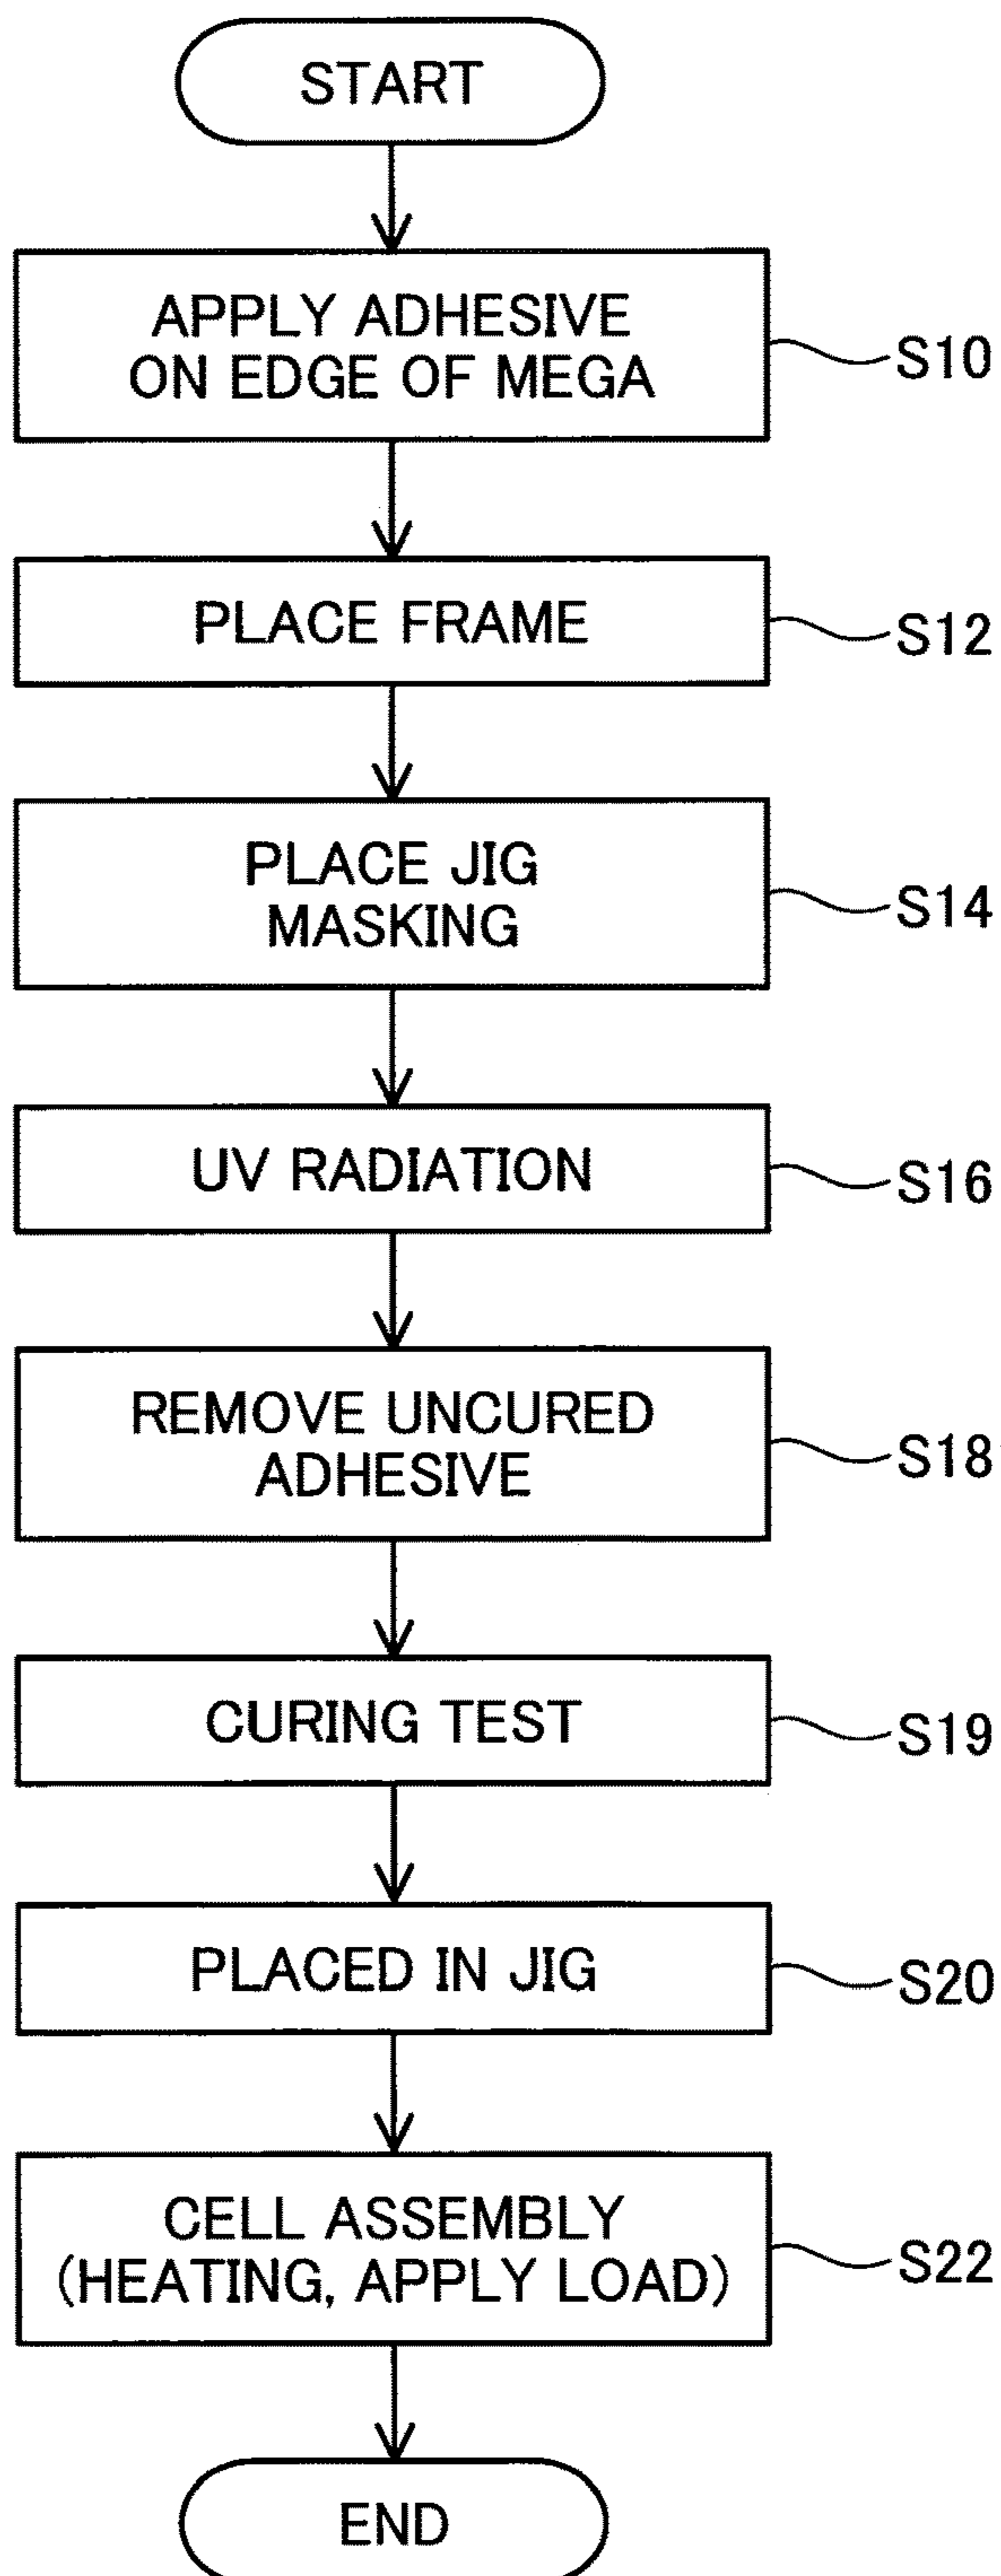 START
APPLY ADHESIVE
ON EDGE OF MEGA
S10
PLACE FRAME
S12
PLACE JIG
MASKING
S14
UV RADIATION
S16
REMOVE UNCURED
ADHESIVE
S18
CURING TEST
S19
PLACED IN JIG
S20
CELL ASSEMBLY
(HEATING, APPLY LOAD)
S22
END